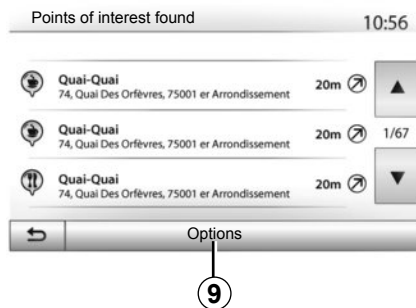 Points of interest found 10:56
Quai-Quai
74, Quai Des Orfèvres, 75001 er Arrondissement
20m
Quai-Quai
74, Quai Des Orfèvres, 75001 er Arrondissement
20m
1/67
Quai-Quai
74, Quai Des Orfèvres, 75001 er Arrondissement
20m
Options
9